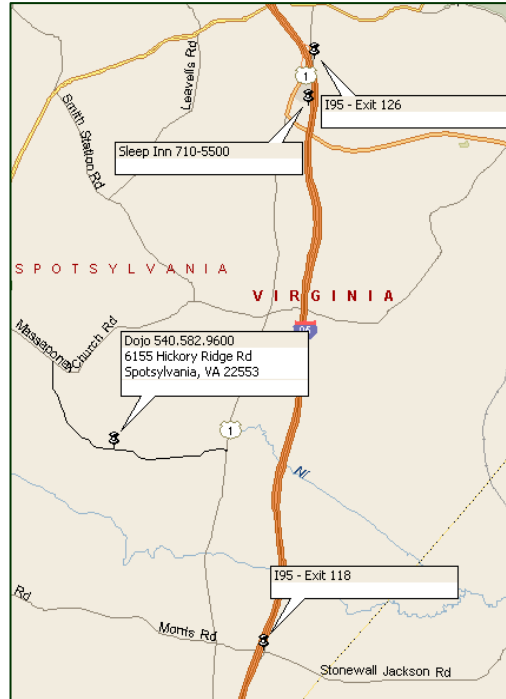 Leavells Rd
1
I95 - Exit 126
Smith Station Rd
Sleep Inn 710-5500
SPOTSYLVANIA
VIRGINIA
95
Massaponax Church Rd
Dojo 540.582.9600
6155 Hickory Ridge Rd
Spotsylvania, VA 22553
1
Ni
I95 - Exit 118
Rd
Morris Rd
Stonewall Jackson Rd